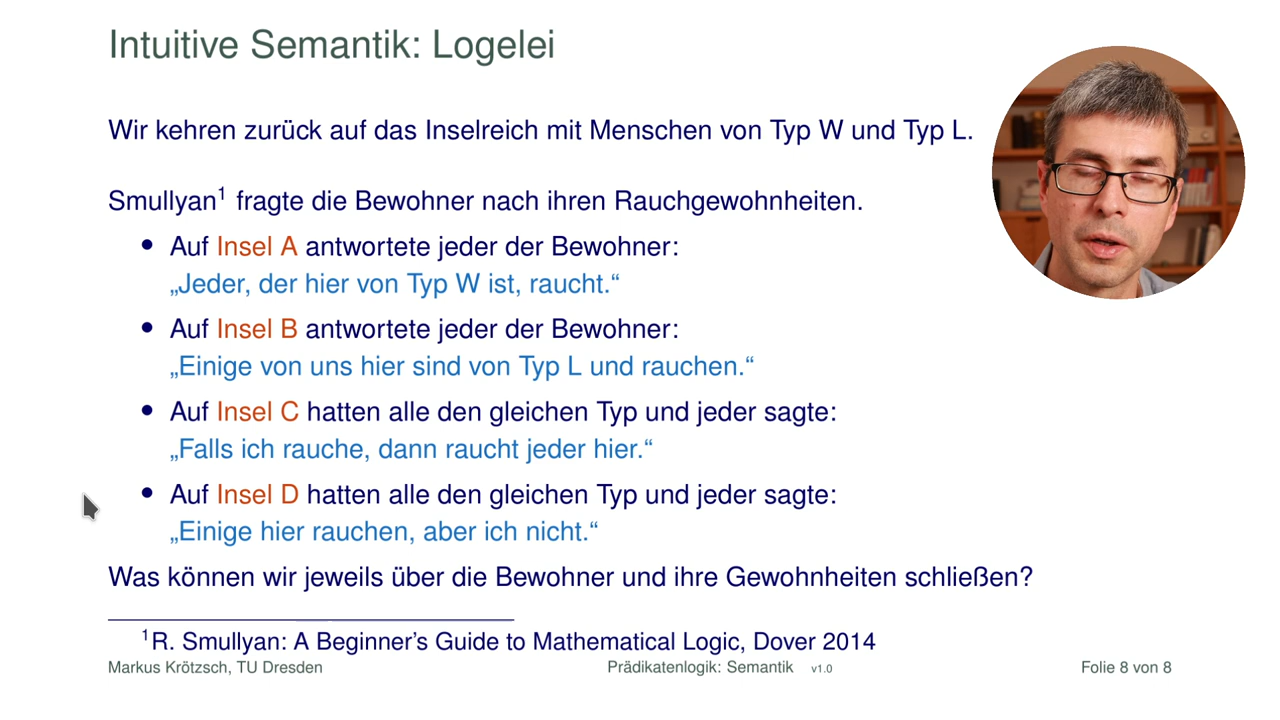 Intuitive Semantik: Logelei
Wir kehren zurück auf das Inselreich mit Menschen von Typ W und Typ L.
Smullyan¹ fragte die Bewohner nach ihren Rauchgewohnheiten.
• Auf Insel A antwortete jeder der Bewohner:
„Jeder, der hier von Typ W ist, raucht.“
• Auf Insel B antwortete jeder der Bewohner:
„Einige von uns hier sind von Typ L und rauchen.“
• Auf Insel C hatten alle den gleichen Typ und jeder sagte:
„Falls ich rauche, dann raucht jeder hier.“
• Auf Insel D hatten alle den gleichen Typ und jeder sagte:
„Einige hier rauchen, aber ich nicht.“
Was können wir jeweils über die Bewohner und ihre Gewohnheiten schließen?
¹R. Smullyan: A Beginner’s Guide to Mathematical Logic, Dover 2014
Markus Krötzsch, TU Dresden Prädikatenlogik: Semantik v1.0 Folie 8 von 8